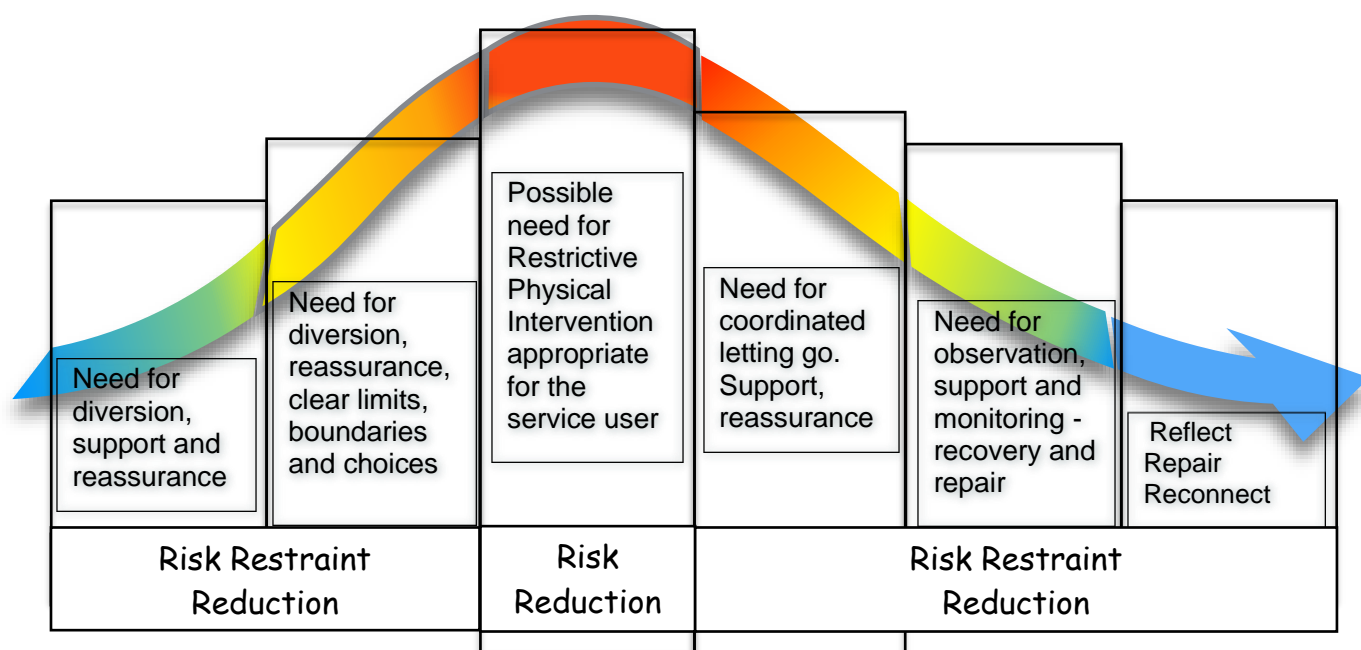 Need for
diversion,
support and
reassurance
Need for
diversion,
reassurance,
clear limits,
boundaries
and choices
Possible
need for
Restrictive
Physical
Intervention
appropriate
for the
service user
Need for
coordinated
letting go.
Support,
reassurance
Need for
observation,
support and
monitoring -
recovery and
repair
Reflect
Repair
Reconnect
Risk Restraint
Reduction
Risk
Reduction
Risk Restraint
Reduction